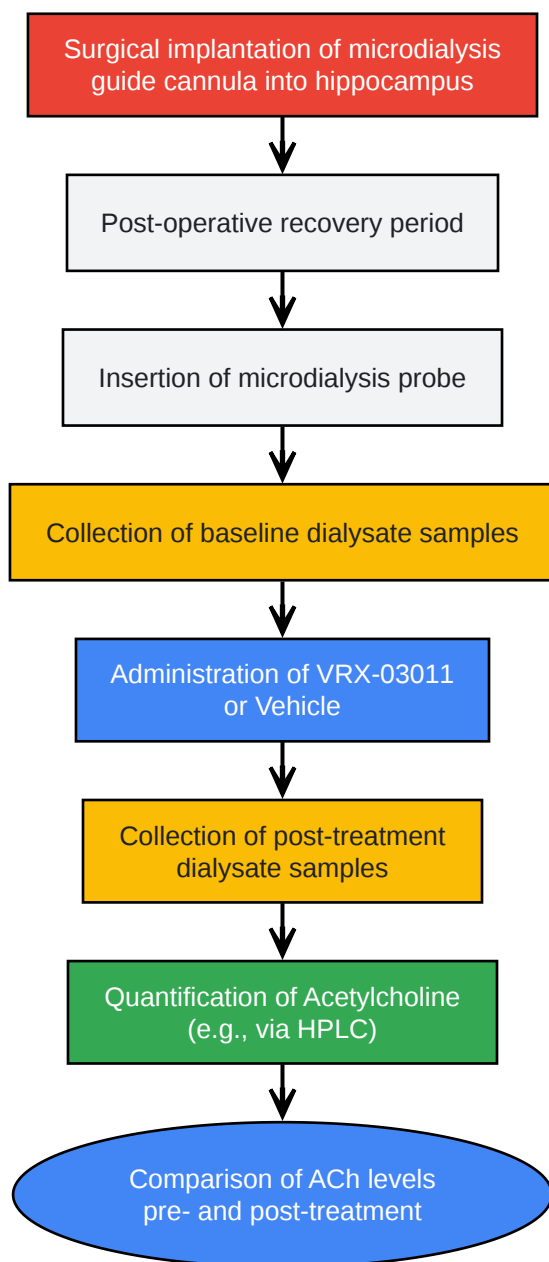 Surgical implantation of microdialysis
guide cannula into hippocampus
Post-operative recovery period
Insertion of microdialysis probe
Collection of baseline dialysate samples
Administration of VRX-03011
or Vehicle
Collection of post-treatment
dialysate samples
Quantification of Acetylcholine
(e.g., via HPLC)
Comparison of ACh levels
pre- and post-treatment